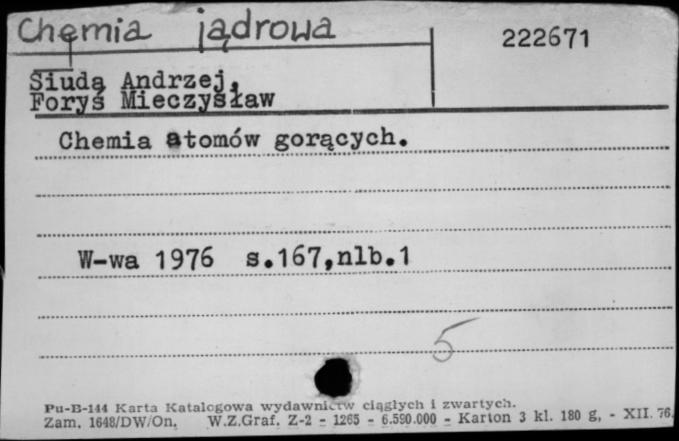 Chemia jądrowa
222671
Siuda Andrzej,
Foryś Mieczysław
Chemia atomów gorących.
W-wa 1976 s.167,nlb.1
5
Pu-B-144 Karta Katalogowa wydawnictw ciągłych i zwartych.
Zam. 1648/DW/On. W.Z.Graf. Z-2 - 1265 - 6.590.000 - Karton 3 kl. 180 g, - XII. 76.